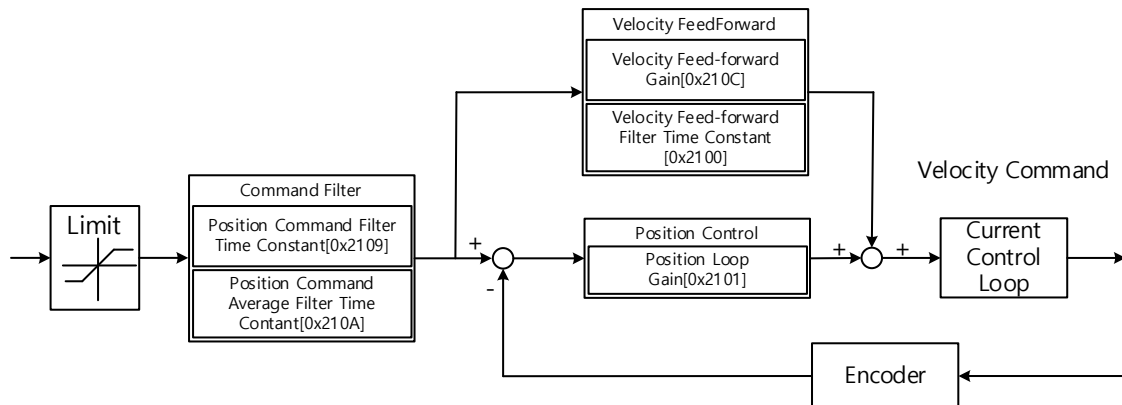 Velocity FeedForward
Velocity Feed-forward
Gain[0x210C]
Velocity Feed-forward
Filter Time Constant
[0x2100]
Velocity Command
Command Filter
Limit
Position Command Filter
Time Constant[0x2109]
Position Command
Average Filter Time
Contant[0x210A]
+
-
Position Control
Position Loop
Gain[0x2101]
+
+
Current
Control
Loop
Encoder